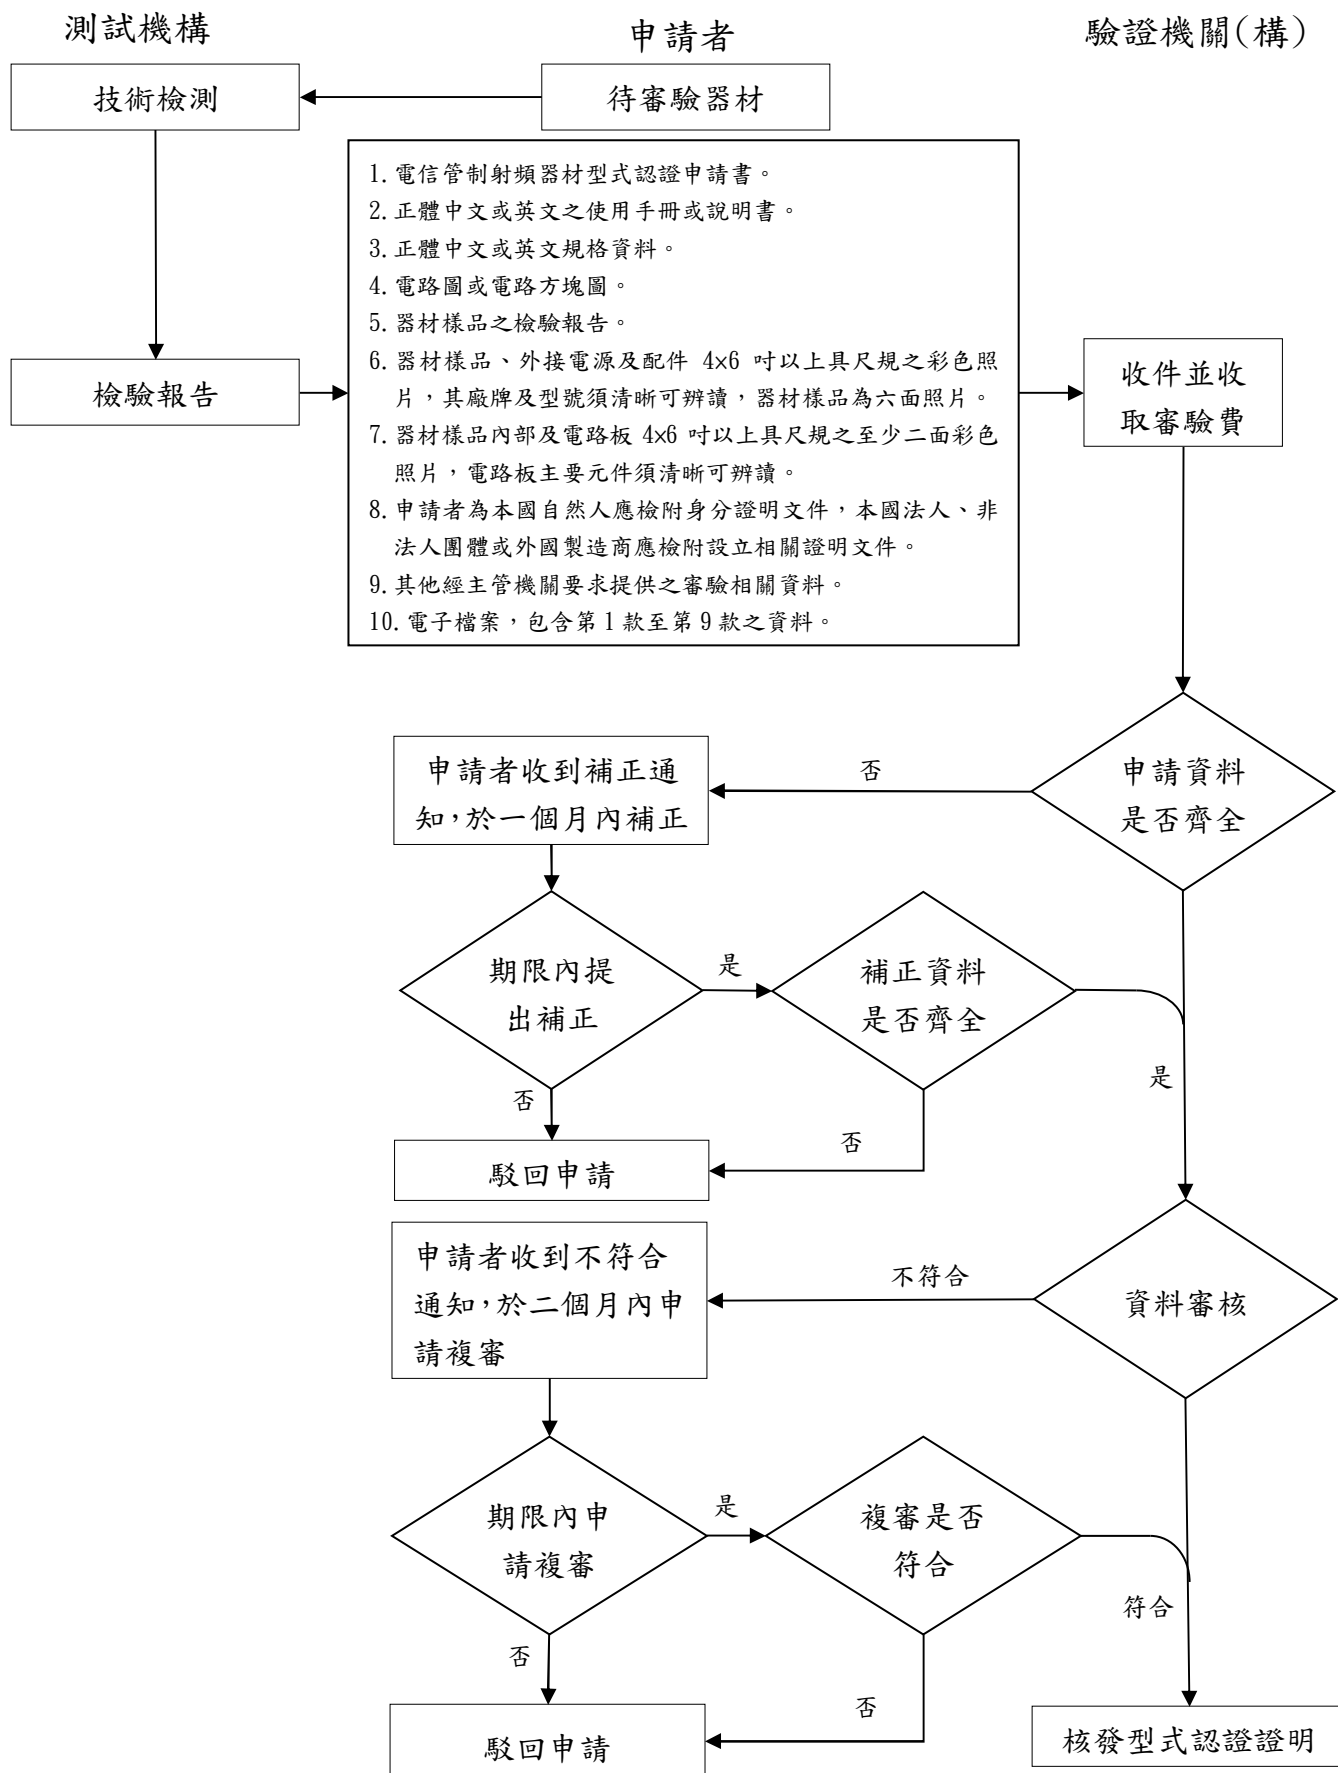 測試機構
申請者
驗證機關(構)
技術檢測
待審驗器材
1.電信管制射頻器材型式認證申請書。
2.正體中文或英文之使用手冊或說明書。
3.正體中文或英文規格資料。
4.電路圖或電路方塊圖。
5.器材樣品之檢驗報告。
6.器材樣品、外接電源及配件 4×6 吋以上具尺規之彩色照
片，其廠牌及型號須清晰可辨讀，器材樣品為六面照片。
7.器材樣品內部及電路板 4×6 吋以上具尺規之至少二面彩色
照片，電路板主要元件須清晰可辨讀。
8.申請者為本國自然人應檢附身分證明文件，本國法人、非
法人團體或外國製造商應檢附設立相關證明文件。
9.其他經主管機關要求提供之審驗相關資料。
10.電子檔案，包含第 1 款至第 9 款之資料。
檢驗報告
收件並收
取審驗費
申請資料
是否齊全
否
申請者收到補正通
知，於一個月內補正
期限內提
出補正
是
補正資料
是否齊全
是
否
否
駁回申請
資料審核
不符合
申請者收到不符合
通知，於二個月內申
請複審
期限內申
請複審
是
複審是否
符合
符合
否
否
駁回申請
核發型式認證證明